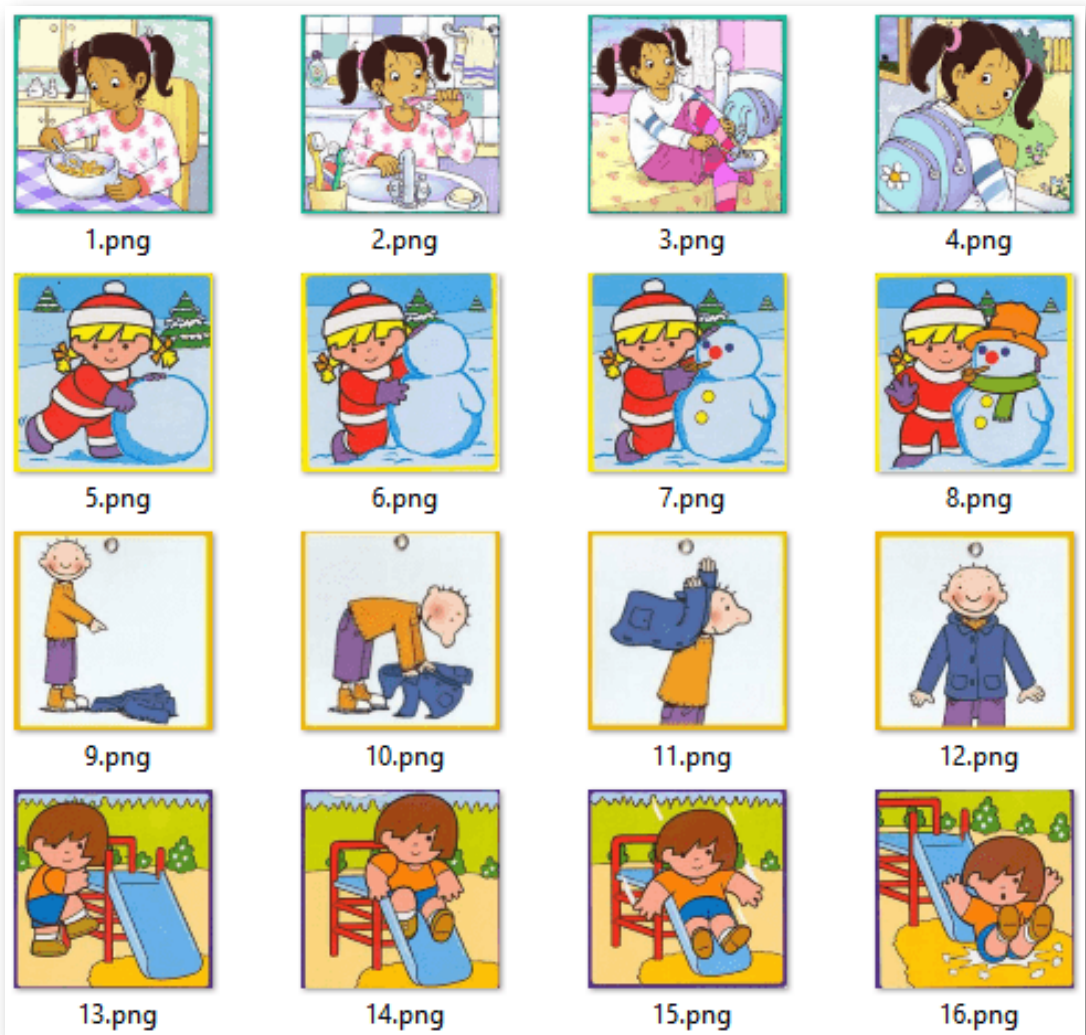 1.png 2.png 3.png 4.png
5.png 6.png 7.png 8.png
9.png 10.png 11.png 12.png
13.png 14.png 15.png 16.png